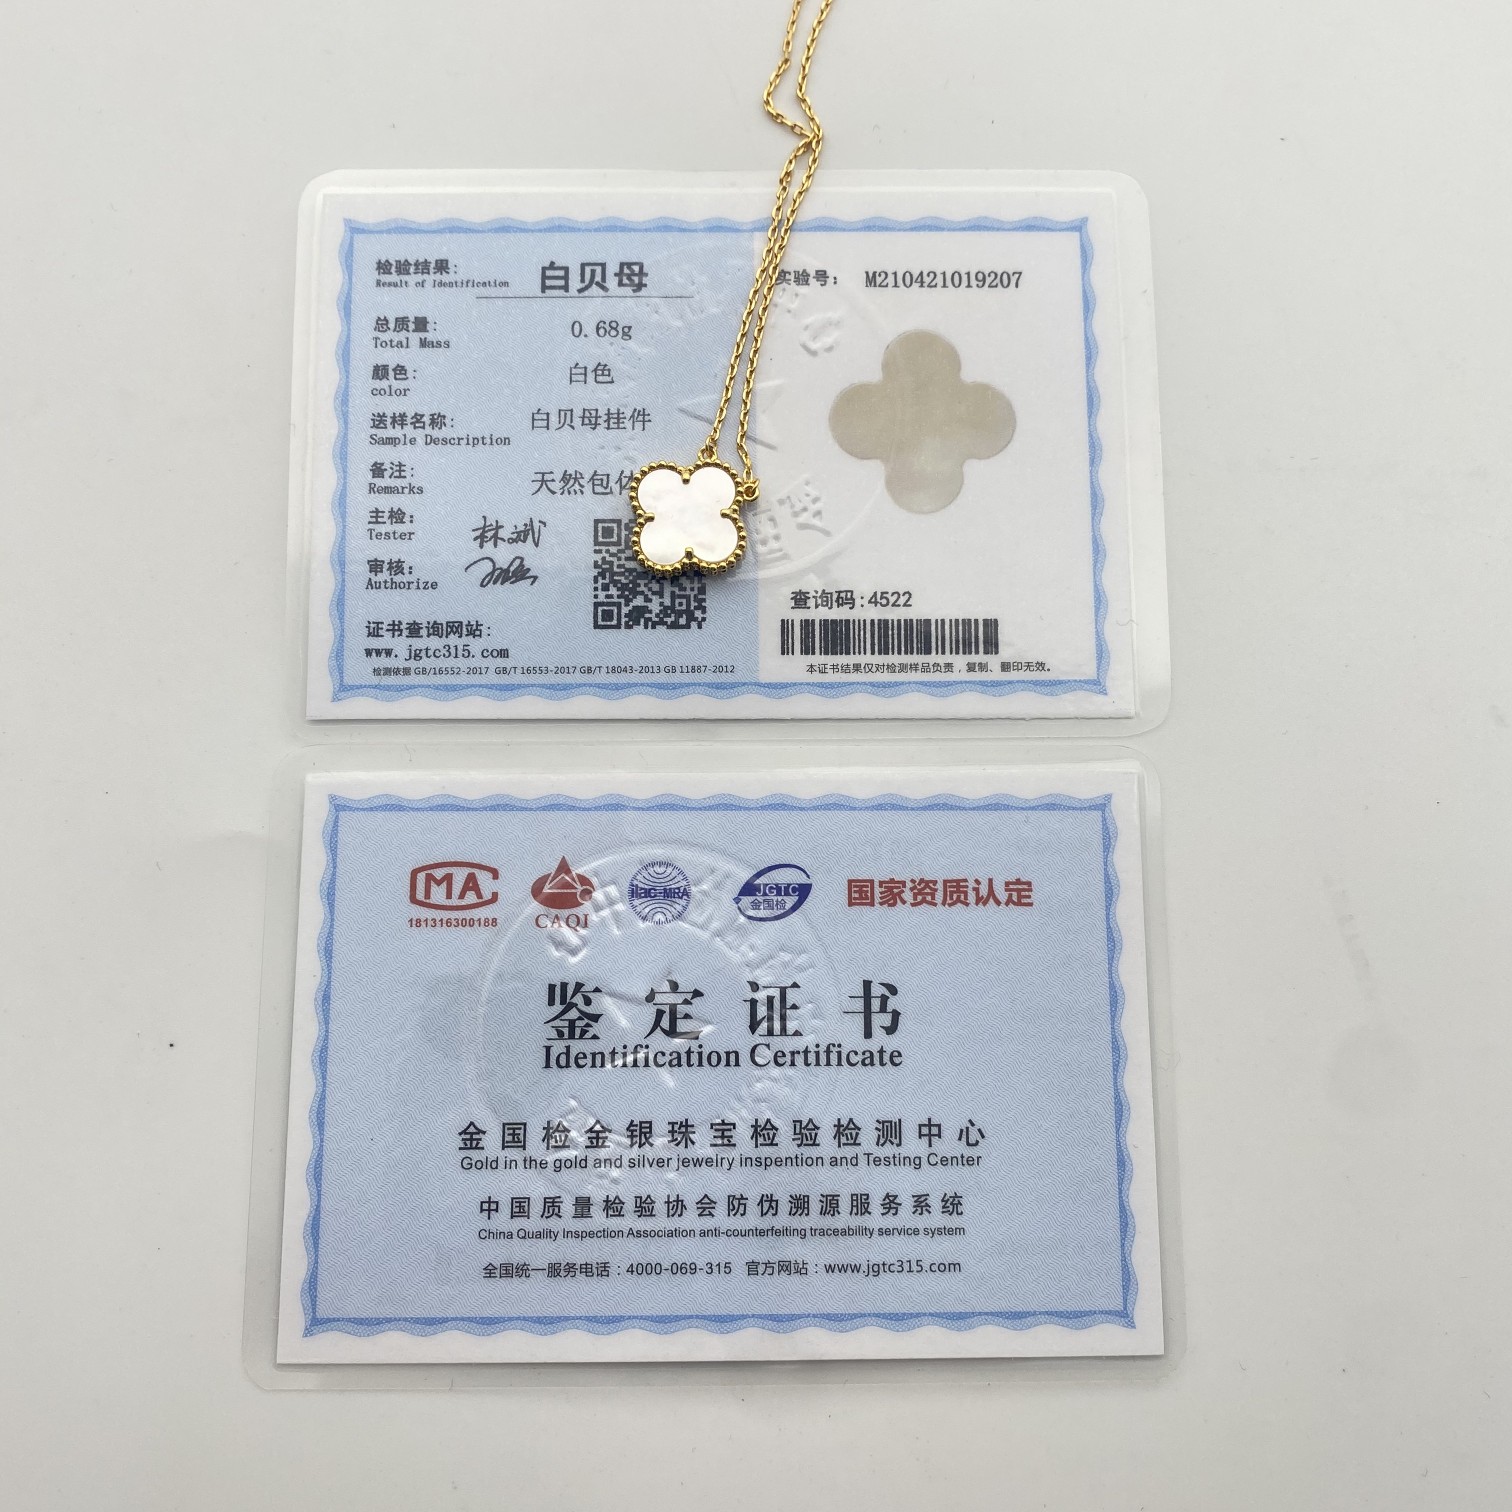 检验结果: 白贝母
Result of Identification
实验号: M210421019207
总质量: 0.68g
Total Mass
颜色: 白色
color
送样名称: 白贝母挂件
Sample Description
备注: 天然包体
Remarks
主检:
Tester
审核:
Authorize
证书查询网站:
www.jgtc315.com
检测依据 GB/16552-2017 GB/T 16553-2017 GB/T 18043-2013 GB 11887-2012
查询码:4522
本证书结果仅对检测样品负责,复制、翻印无效。
MA
181316300188
CAQI
ilac-MRA
JGTC
金国检
国家资质认定
鉴定证书
Identification Certificate
金国检金银珠宝检验检测中心
Gold in the gold and silver jewelry inspention and Testing Center
中国质量检验协会防伪溯源服务系统
China Quality Inspection Association anti-counterfeiting traceability service system
全国统一服务电话:4000-069-315 官方网站:www.jgtc315.com